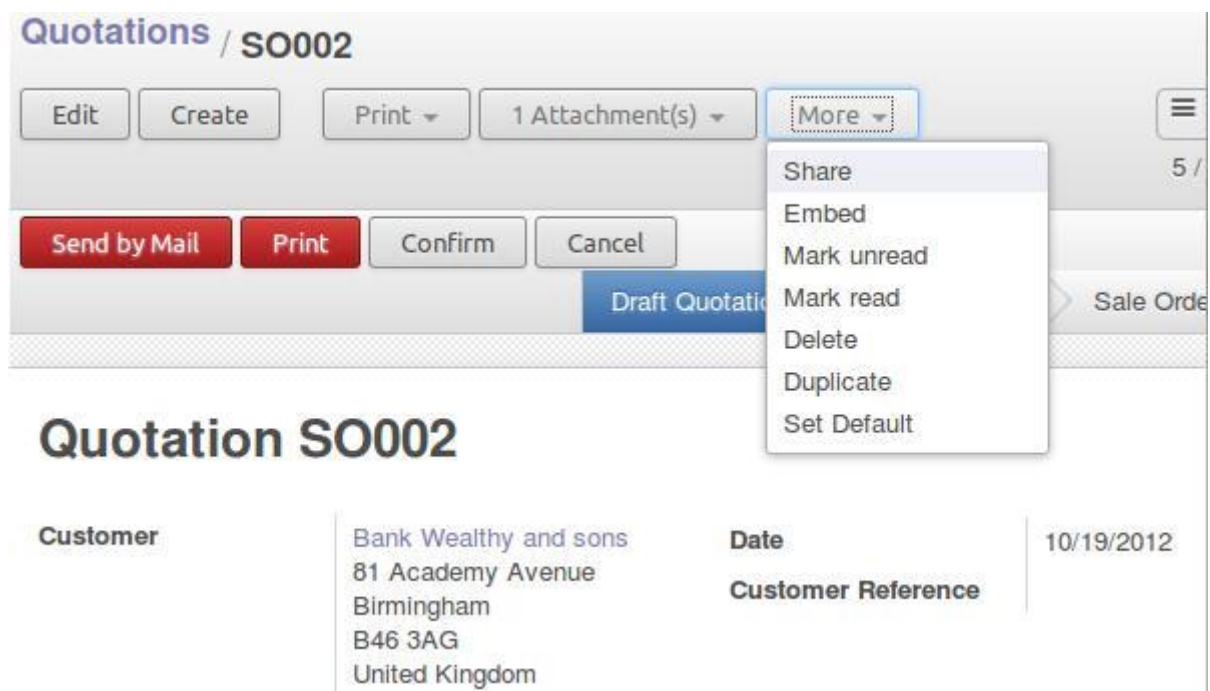 Quotations / SO002
Edit Create Print 1 Attachment(s) More
Share
5 /
Embed
Send by Mail Print Confirm Cancel
Mark unread
Mark read
Draft Quotatio Sale Orde
Delete
Duplicate
Set Default
Quotation SO002
Customer Bank Wealthy and sons Date 10/19/2012
81 Academy Avenue
Customer Reference
Birmingham
B46 3AG
United Kingdom